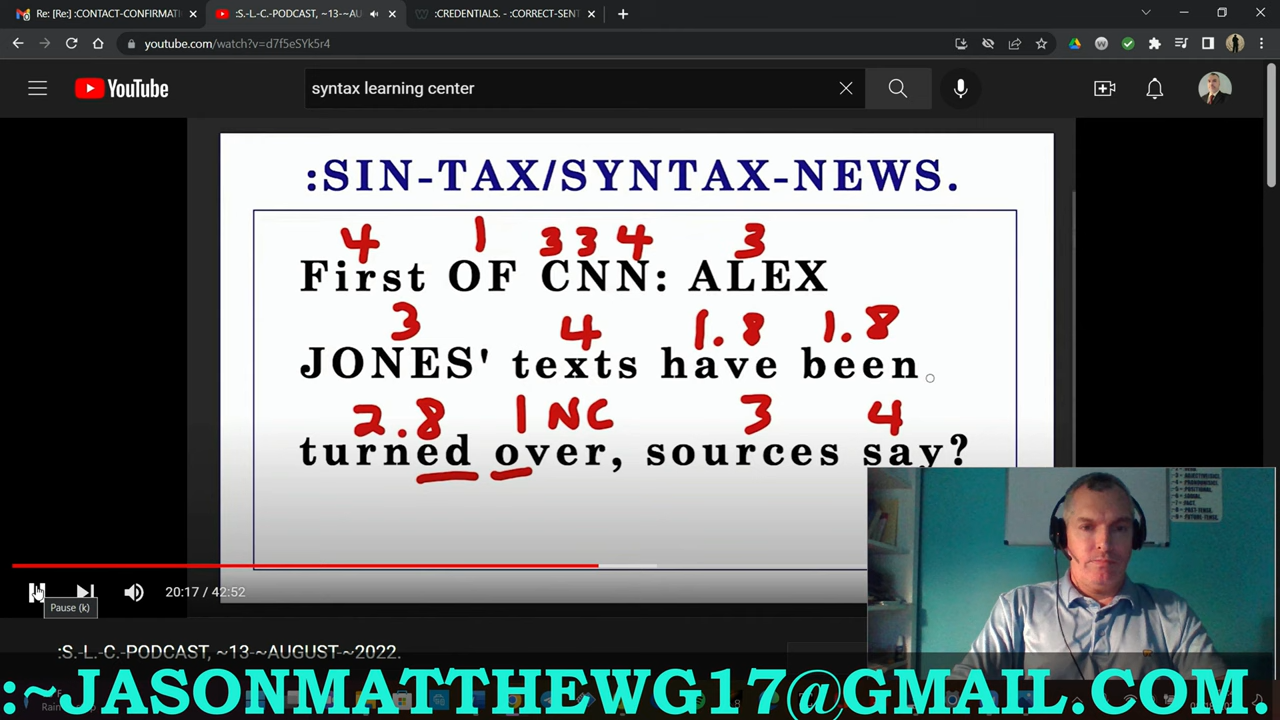 Re: [Re:] :CONTACT-CONFIRMATI
:S.-L.-C.-PODCAST, ~13-~AU
:CREDENTIALS. - :CORRECT-SENT
youtube.com/watch?v=d7f5eSYk5r4
YouTube
syntax learning center
:SIN-TAX/SYNTAX-NEWS.
4 1 3 3 4 3
First OF CNN: ALEX
3 4 1.8 1.8
JONES' texts have been
2.8 1 NC 3 4
turned over, sources say?
20:17 / 42:52
Pause (k)
:S.-L.-C.-PODCAST, ~13-~AUGUST-~2022.
:~JASONMATTHEWG17@GMAIL.COM.